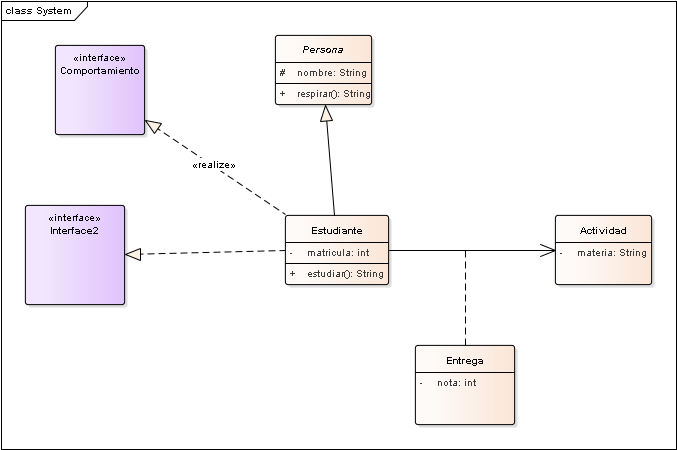 class System
«interface»
Comportamiento
Persona
# nombre: String
+ respirar(): String
«realize»
«interface»
Interface2
Estudiante
- matricula: int
+ estudiar(): String
Actividad
- materia: String
Entrega
- nota: int